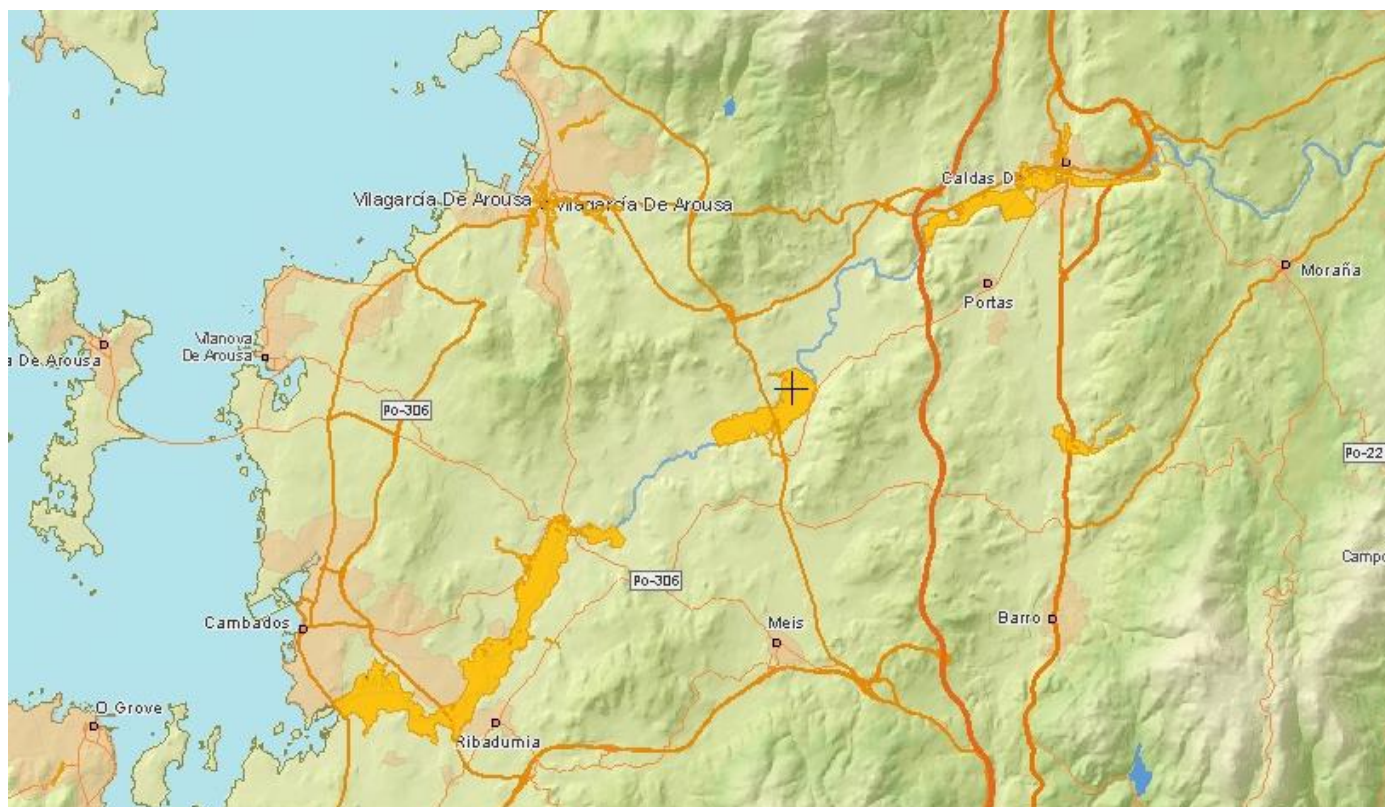 Caldas D
Vilagarcía De Arousa
Vilagarcía De Arousa
Moraña
Portas
Vilanova
De Arousa
a De Arousa
Po-306
Po-22
Campo
Po-306
Cambados
Meis
Barro
O_Grove
Ribadumia